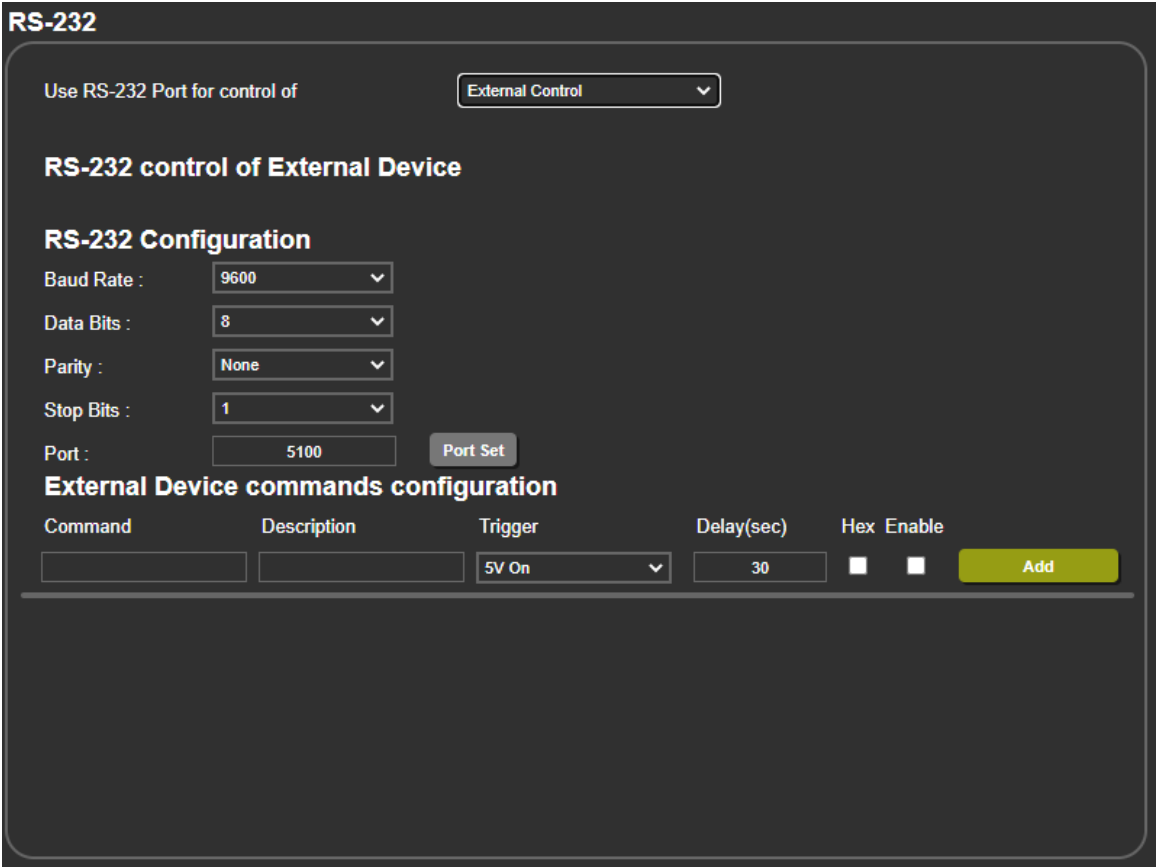 RS-232
Use RS-232 Port for control of External Control
RS-232 control of External Device
RS-232 Configuration
Baud Rate : 9600
Data Bits : 8
Parity : None
Stop Bits : 1
Port : 5100 Port Set
External Device commands configuration
Command Description Trigger Delay(sec) Hex Enable
5V On 30 Add